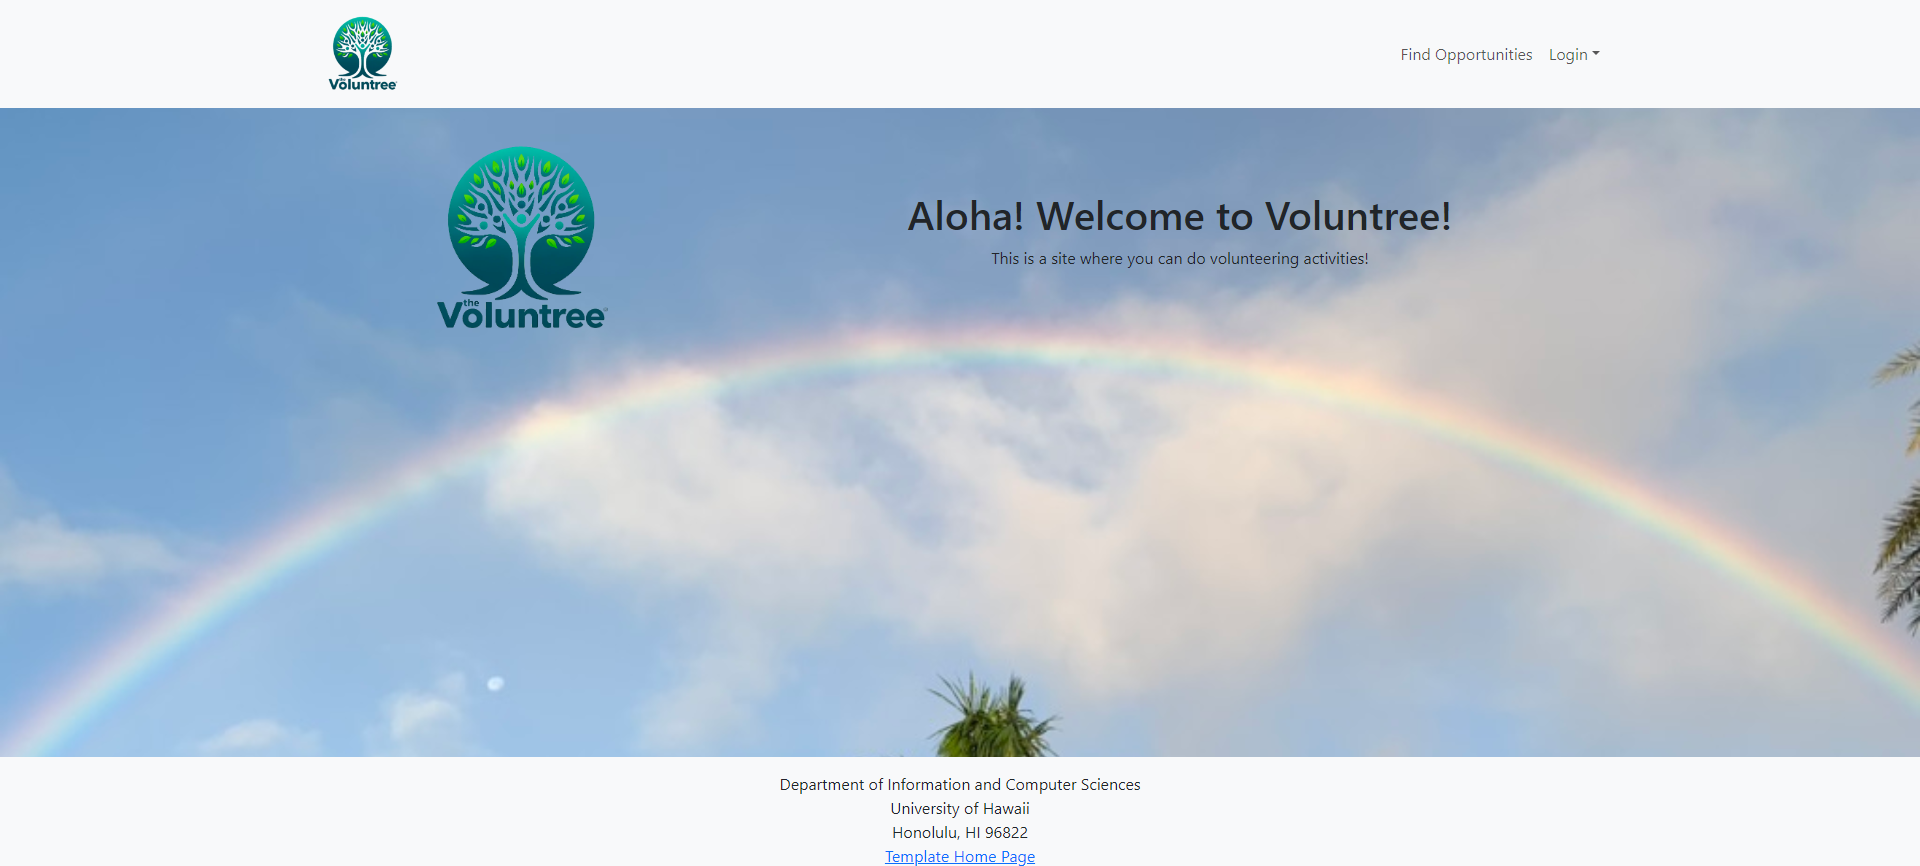 the
Voluntree
Find Opportunities
Login
the
Voluntree
Aloha! Welcome to Voluntree!
This is a site where you can do volunteering activities!
Department of Information and Computer Sciences
University of Hawaii
Honolulu, HI 96822
Template Home Page